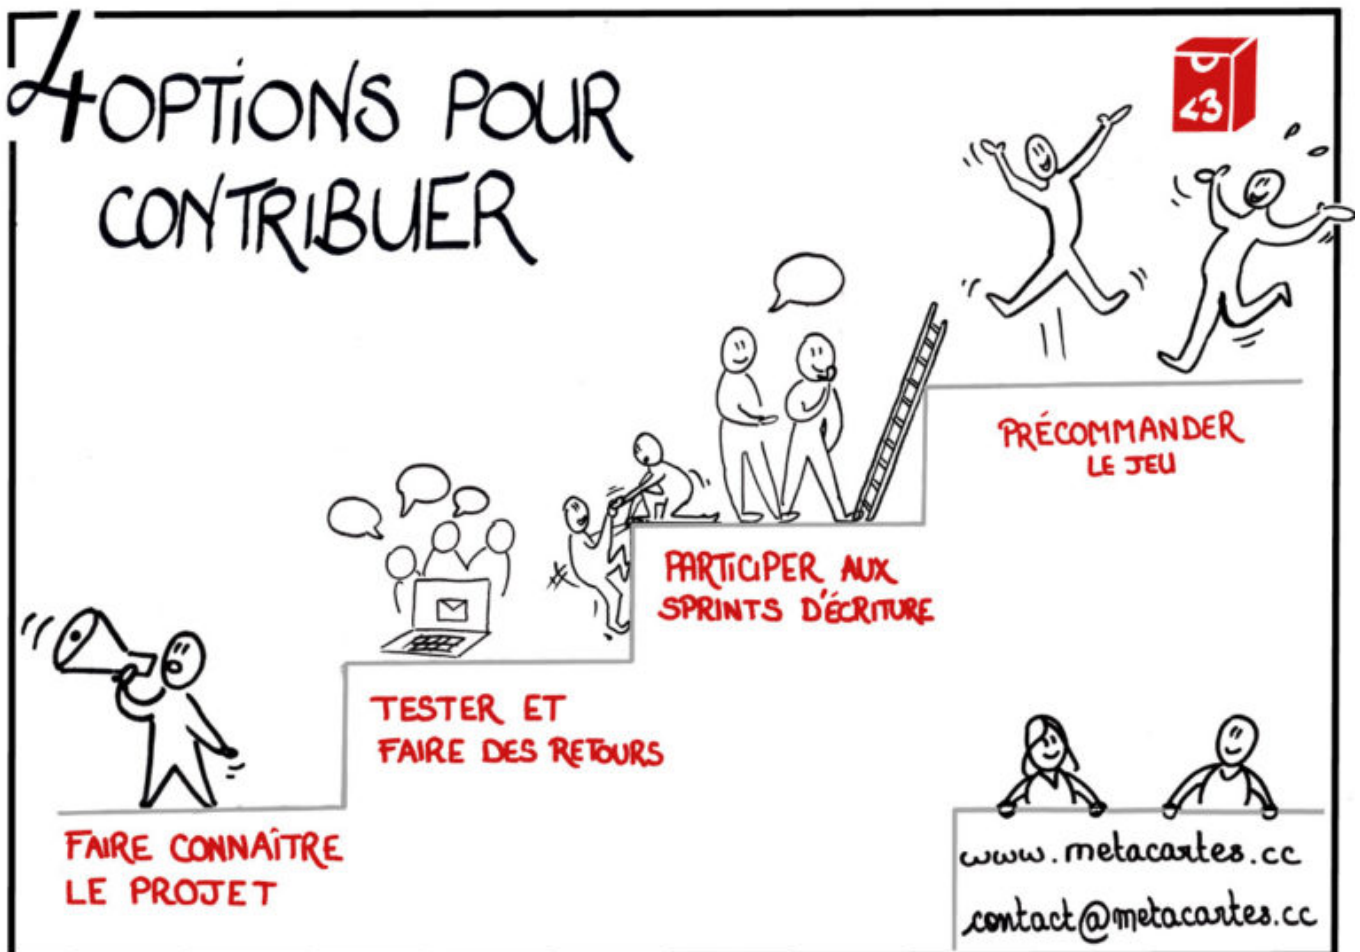 4 OPTIONS POUR
CONTRIBUER
<3
PRÉCOMMANDER
LE JEU
PARTICIPER AUX
SPRINTS D'ÉCRITURE
TESTER ET
FAIRE DES RETOURS
FAIRE CONNAÎTRE
LE PROJET
www.metacartes.cc
contact@metacartes.cc